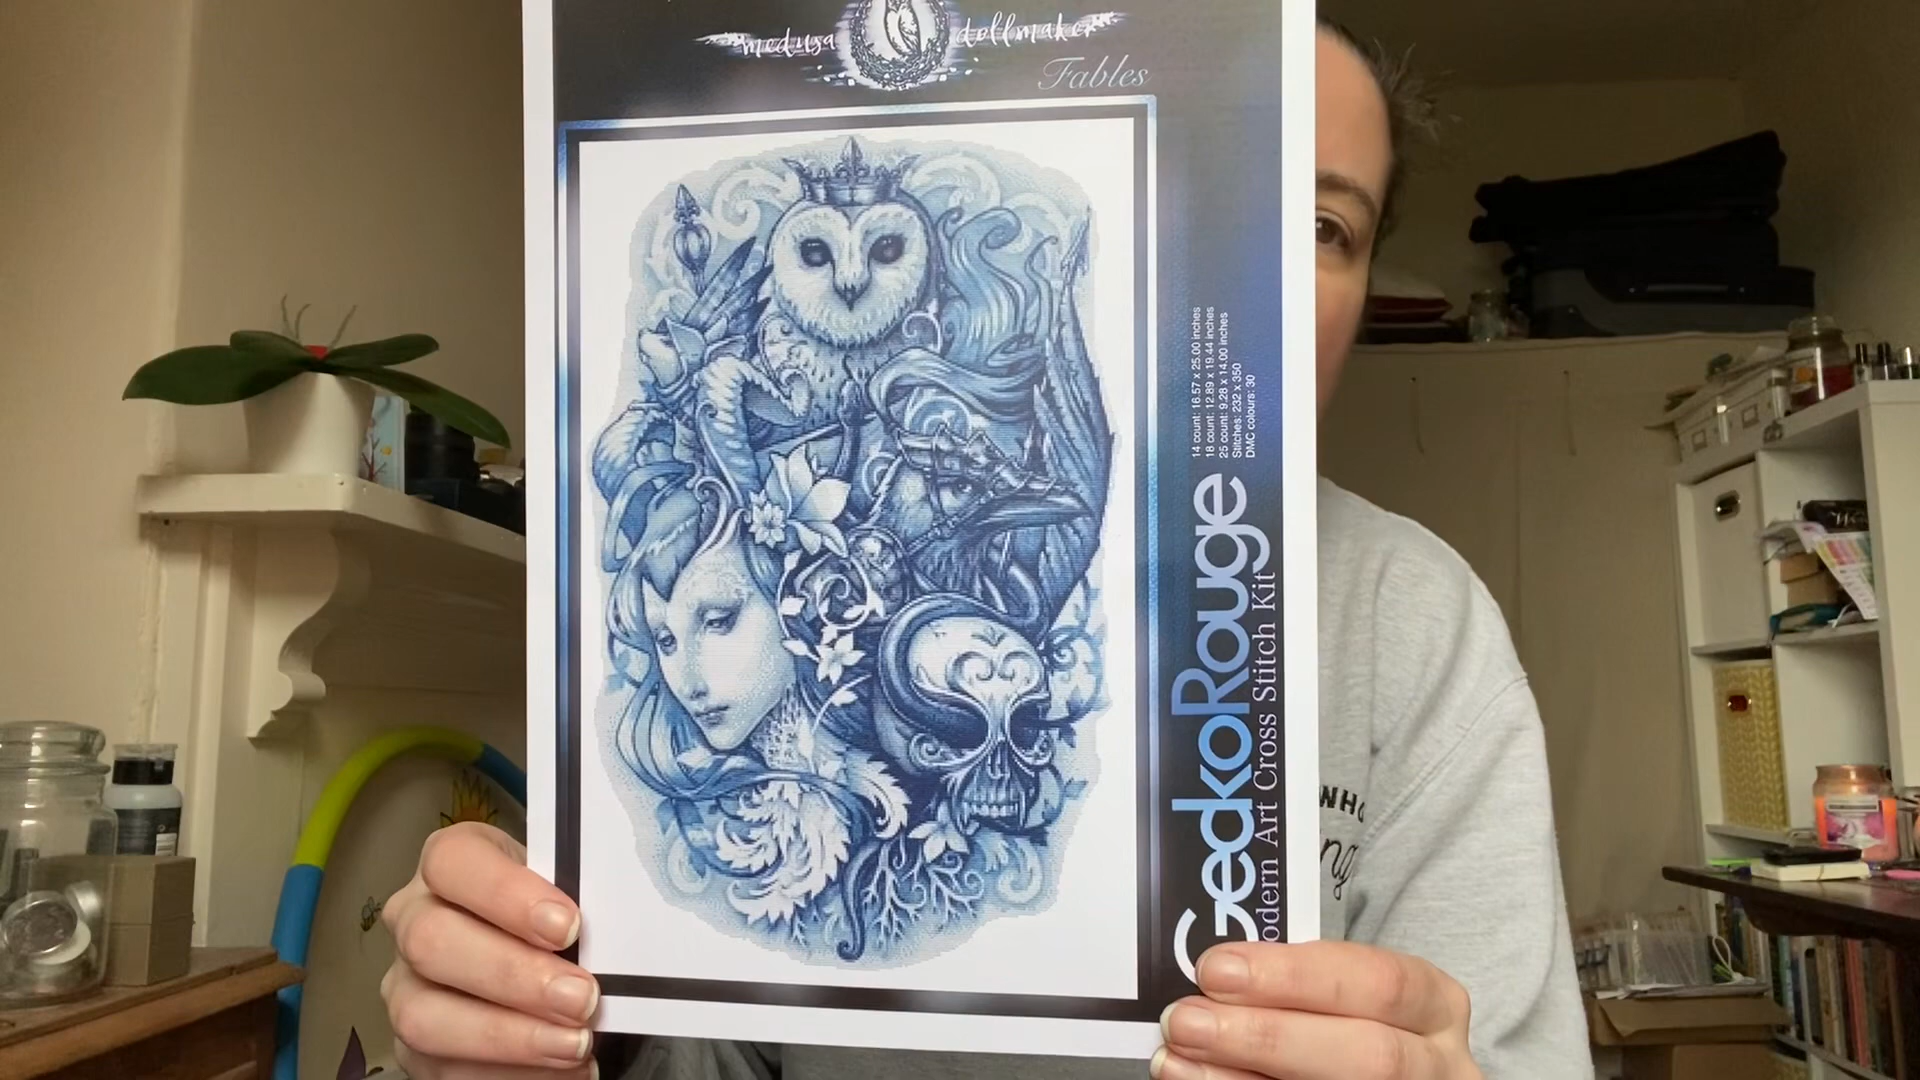 medusa dollmaker
Fables
14 count: 16.57 x 25.00 inches
18 count: 12.89 x 19.44 inches
25 count: 9.28 x 14.00 inches
Stitches: 232 x 350
DMC colours: 30
GeckoRouge
odern Art Cross Stitch Kit